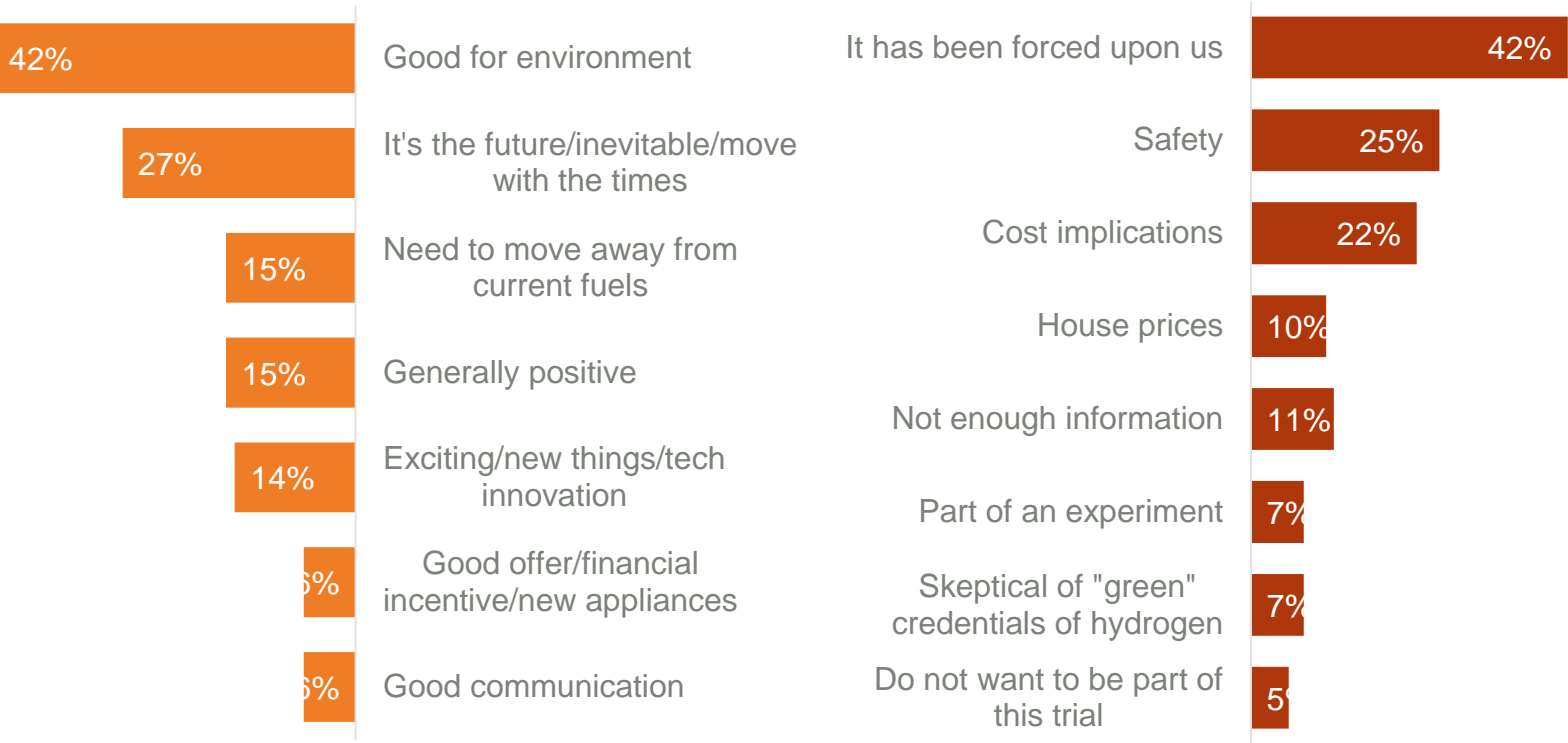 42%
Good for environment
27%
It's the future/inevitable/move
with the times
15%
Need to move away from
current fuels
15%
Generally positive
14%
Exciting/new things/tech
innovation
6%
Good offer/financial
incentive/new appliances
6%
Good communication
It has been forced upon us
42%
Safety
25%
Cost implications
22%
House prices
10%
Not enough information
11%
Part of an experiment
7%
Skeptical of "green"
credentials of hydrogen
7%
Do not want to be part of
this trial
5%